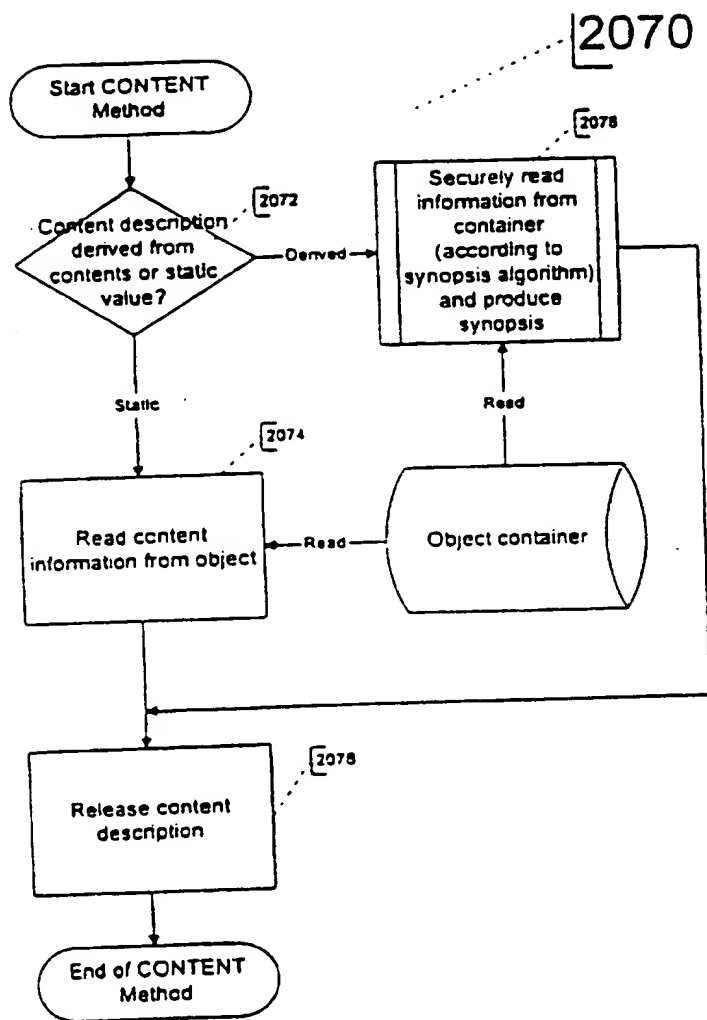 2070
Start CONTENT
Method
2078
Securely read
information from
container
(according to
synopsis algorithm)
and produce
synopsis
2072
Content description
derived from
contents or static
value?
Derived
Static
Read
2074
Read content
information from object
Read
Object container
2078
Release content
description
End of CONTENT
Method